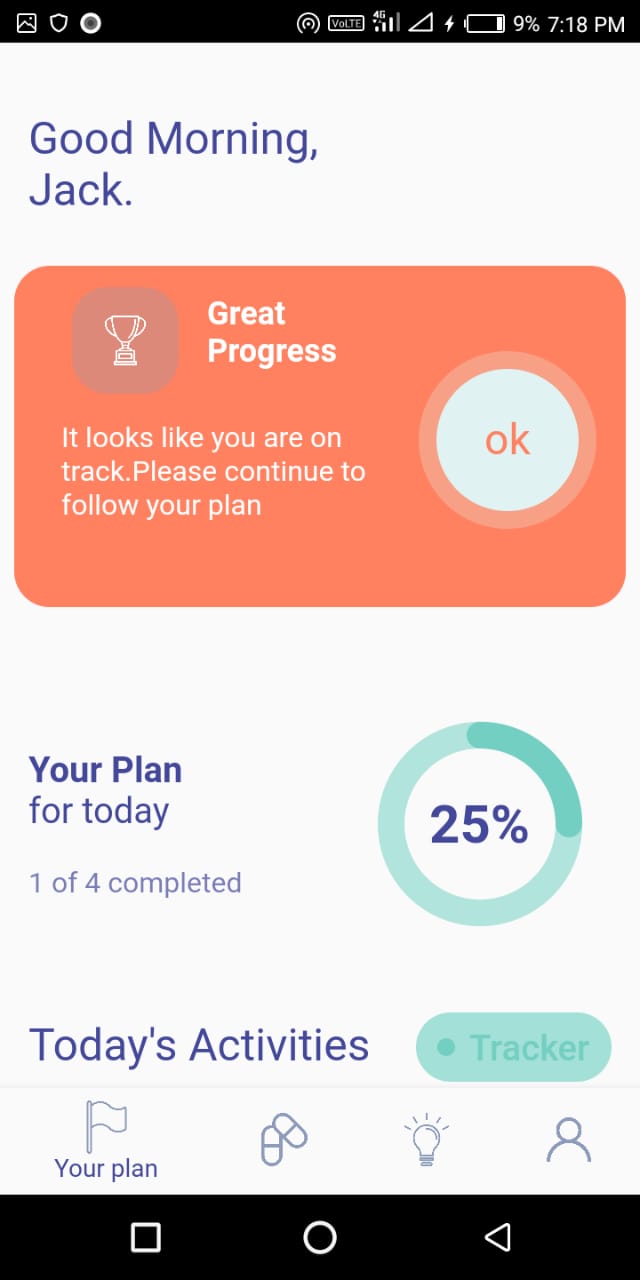 VoLTE 4G 9% 7:18 PM
Good Morning,
Jack.
Great
Progress
It looks like you are on
track.Please continue to
follow your plan
ok
Your Plan
for today
25%
1 of 4 completed
Today's Activities
Tracker
Your plan